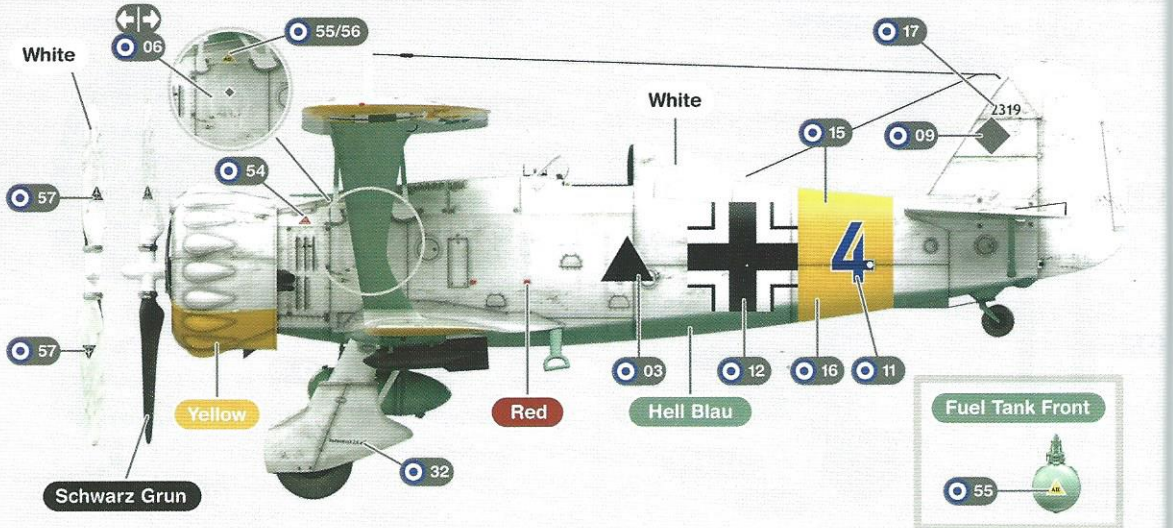 06
55/56
17
White
White
2319
15
09
54
57
4
57
03
12
16
11
Yellow
Red
Hell Blau
Fuel Tank Front
32
55
Schwarz Grun